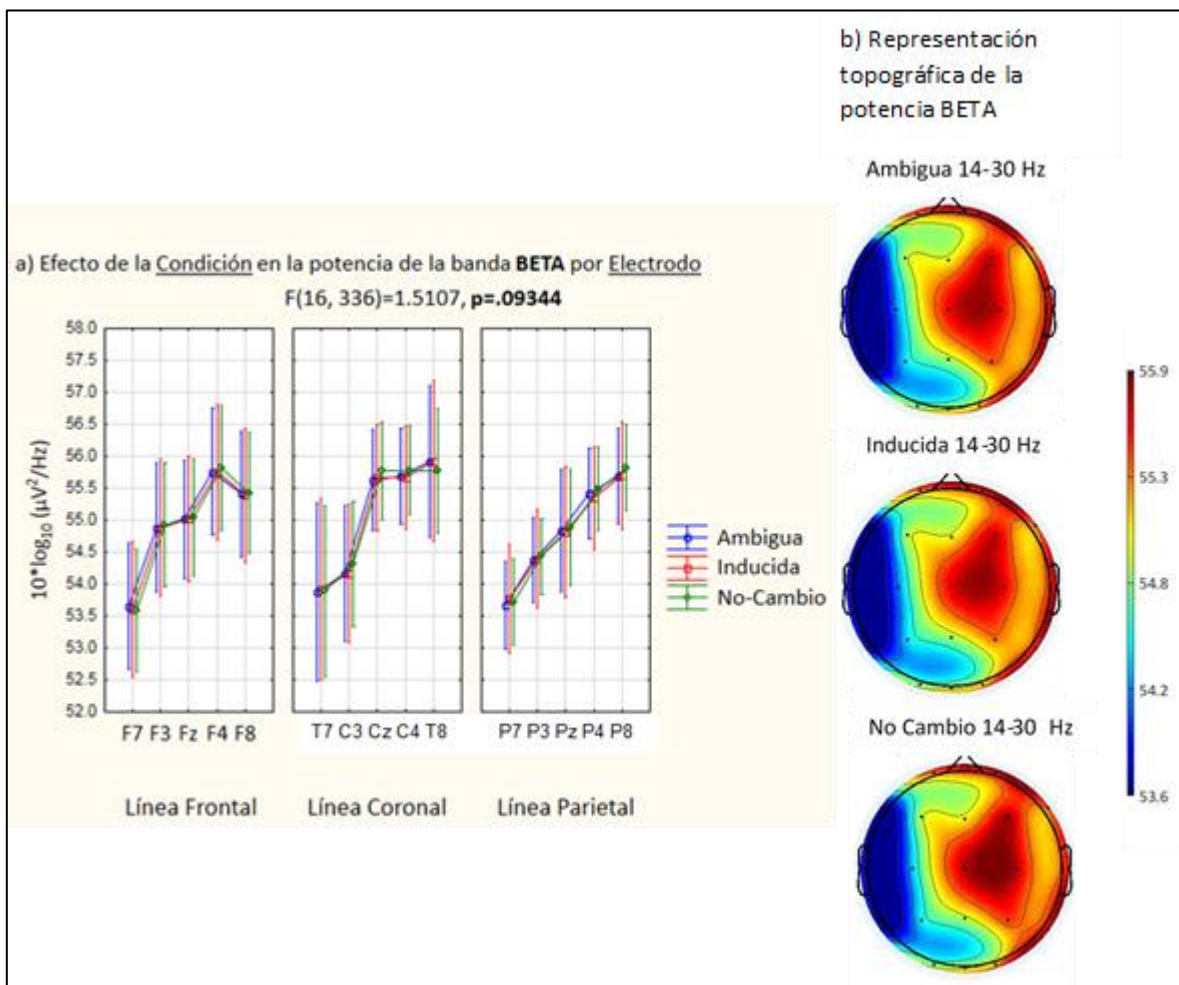 b) Representación
topográfica de la
potencia BETA
Ambigua 14-30 Hz
a) Efecto de la Condición en la potencia de la banda BETA por Electrodo
F(16, 336)=1.5107, p=.09344
58.0
57.5
57.0
56.5
56.0
55.5
55.0
54.5
54.0
53.5
53.0
52.5
52.0
10*log₁₀ (µV²/Hz)
F7 F3 Fz F4 F8
T7 C3 Cz C4 T8
P7 P3 Pz P4 P8
Línea Frontal
Línea Coronal
Línea Parietal
Ambigua
Inducida
No-Cambio
Inducida 14-30 Hz
No Cambio 14-30 Hz
55.9
55.3
54.8
54.2
53.6